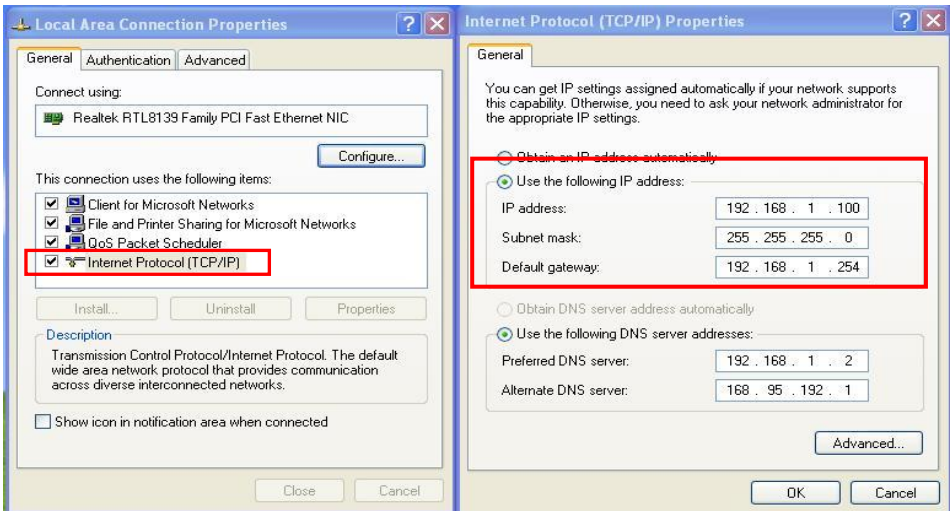 Local Area Connection Properties
General Authentication Advanced
Connect using:
Realtek RTL8139 Family PCI Fast Ethernet NIC
Configure...
This connection uses the following items:
Client for Microsoft Networks
File and Printer Sharing for Microsoft Networks
QoS Packet Scheduler
Internet Protocol (TCP/IP)
Install... Uninstall Properties
Description
Transmission Control Protocol/Internet Protocol. The default
wide area network protocol that provides communication
across diverse interconnected networks.
Show icon in notification area when connected
Close Cancel
Internet Protocol (TCP/IP) Properties
General
You can get IP settings assigned automatically if your network supports
this capability. Otherwise, you need to ask your network administrator for
the appropriate IP settings.
Obtain an IP address automatically
Use the following IP address:
IP address: 192 . 168 . 1 . 100
Subnet mask: 255 . 255 . 255 . 0
Default gateway: 192 . 168 . 1 . 254
Obtain DNS server address automatically
Use the following DNS server addresses:
Preferred DNS server: 192 . 168 . 1 . 2
Alternate DNS server: 168 . 95 . 192 . 1
Advanced...
OK Cancel